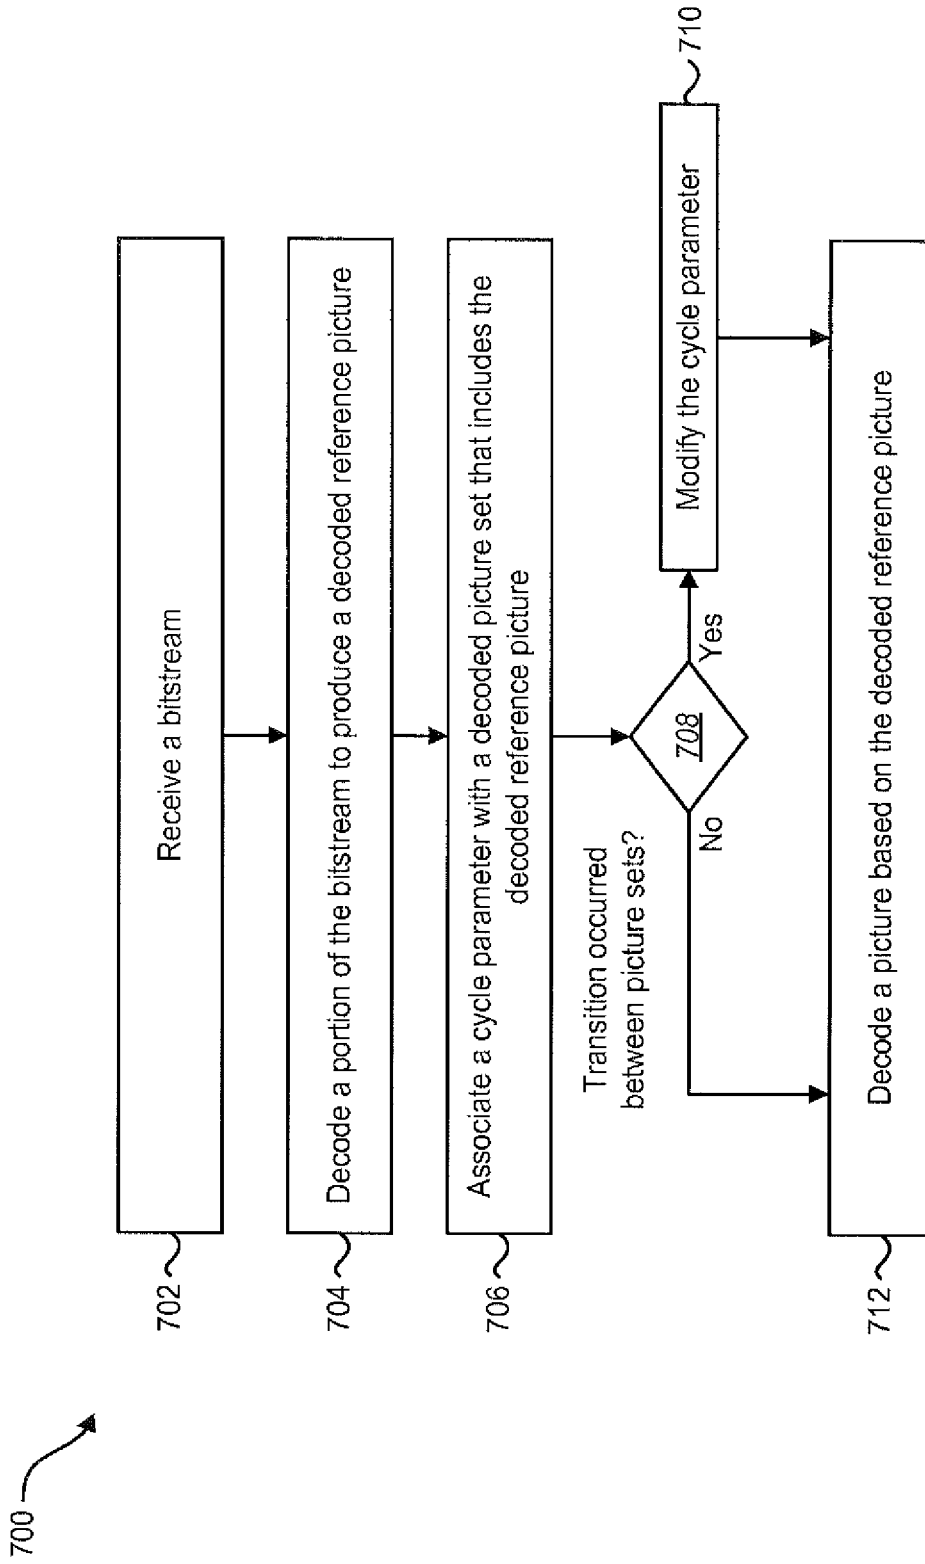 700
702
Receive a bitstream
704
Decode a portion of the bitstream to produce a decoded reference picture
706
Associate a cycle parameter with a decoded picture set that includes the
decoded reference picture
Transition occurred
between picture sets?
708
Yes
No
Modify the cycle parameter
710
712
Decode a picture based on the decoded reference picture